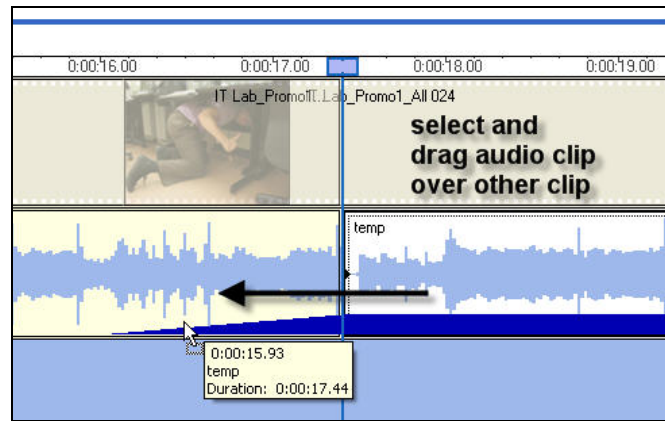 0:00:16.00 0:00:17.00 0:00:18.00 0:00:19.00
IT Lab_Promo1_All 024
select and
drag audio clip
over other clip
temp
0:00:15.93
temp
Duration: 0:00:17.44